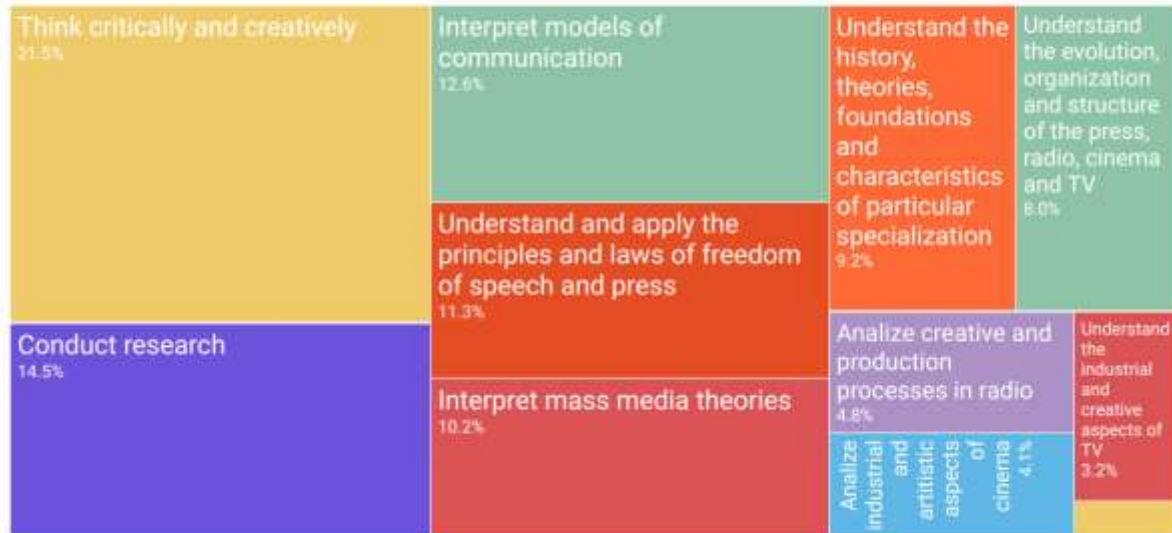 Think critically and creatively
21.5%
Conduct research
14.5%
Interpret models of
communication
12.6%
Understand and apply the
principles and laws of freedom
of speech and press
11.3%
Interpret mass media theories
10.2%
Understand the
history,
theories,
foundations
and
characteristics
of particular
specialization
9.2%
Understand
the evolution,
organization
and structure
of the press,
radio, cinema
and TV
8.0%
Analize creative and
production
processes in radio
4.8%
Analize
industrial
and
artitistic
aspects
of
cinema
4.1%
Understand
the
industrial
and
creative
aspects of
TV
3.2%